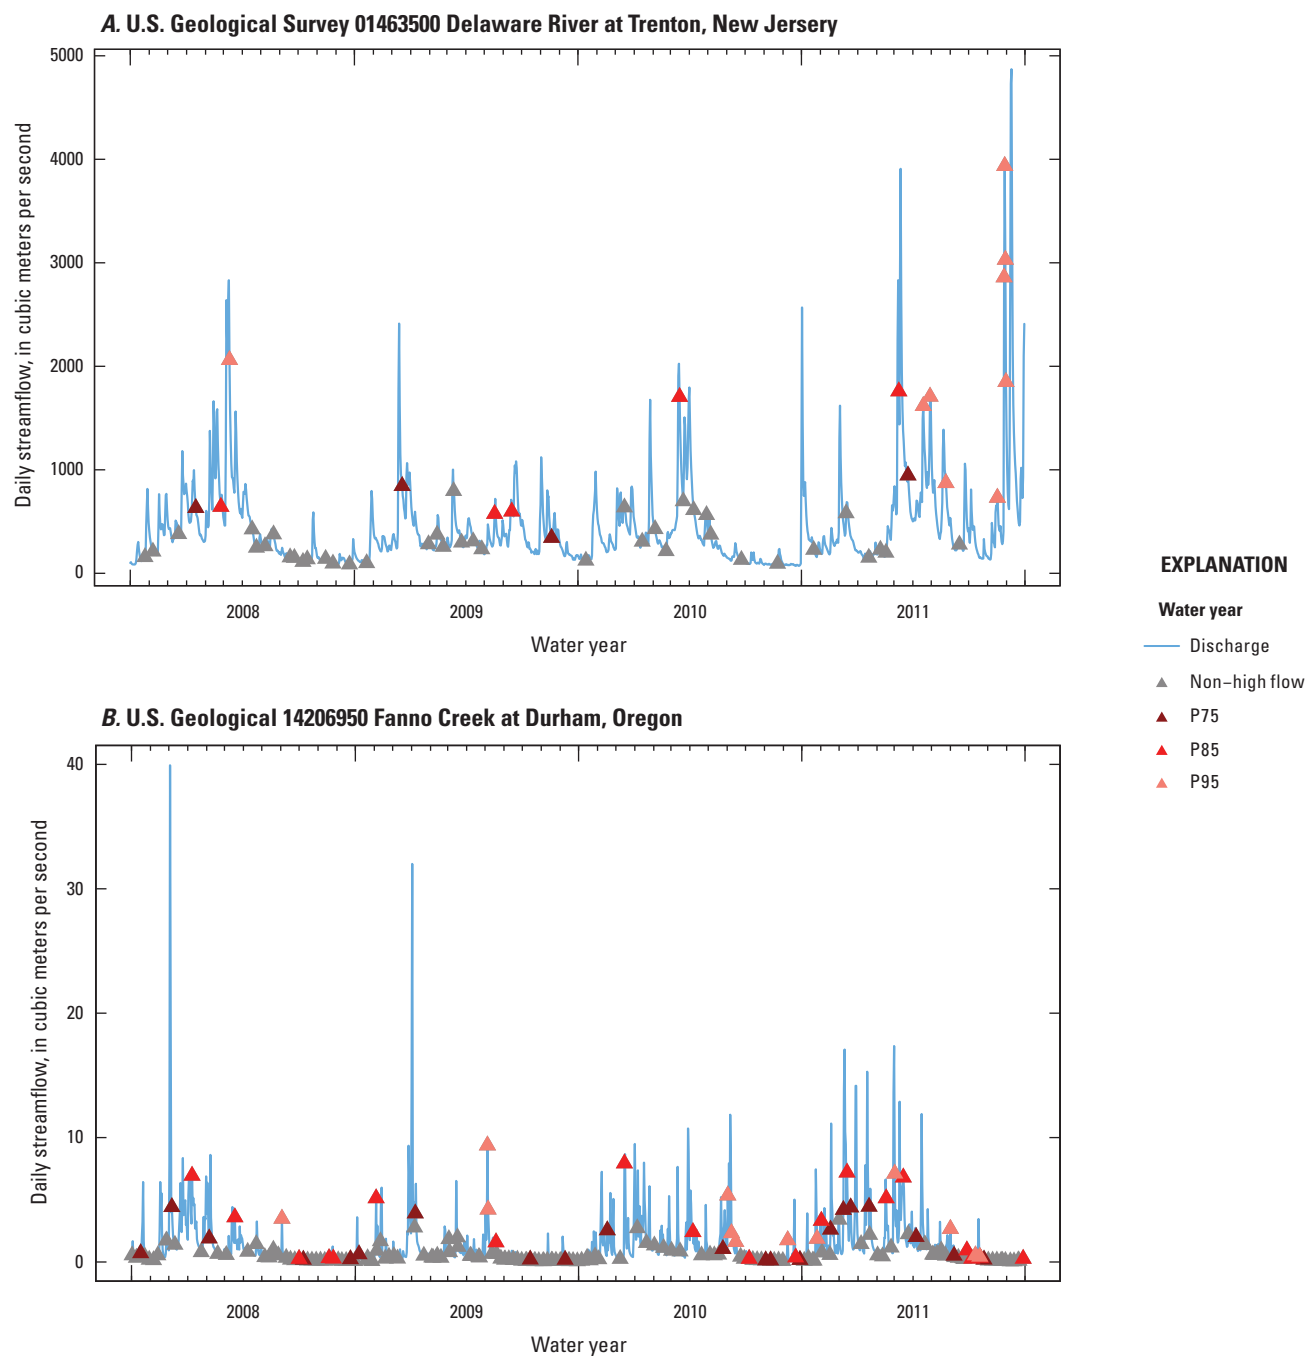 A. U.S. Geological Survey 01463500 Delaware River at Trenton, New Jersery
5000
4000
3000
2000
1000
0
Daily streamflow, in cubic meters per second
2008
2009
2010
2011
Water year
EXPLANATION
Water year
Discharge
Non–high flow
P75
P85
P95
B. U.S. Geological 14206950 Fanno Creek at Durham, Oregon
40
30
20
10
0
Daily streamflow, in cubic meters per second
2008
2009
2010
2011
Water year